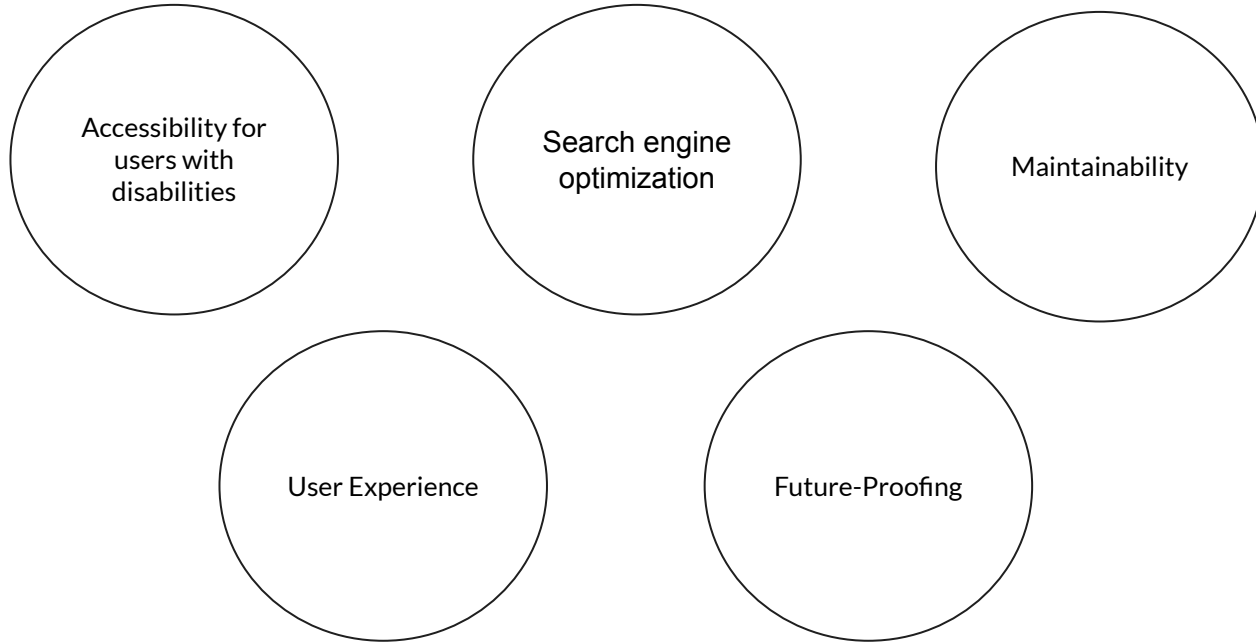 Accessibility for
users with
disabilities
Search engine
optimization
Maintainability
User Experience
Future-Proofing